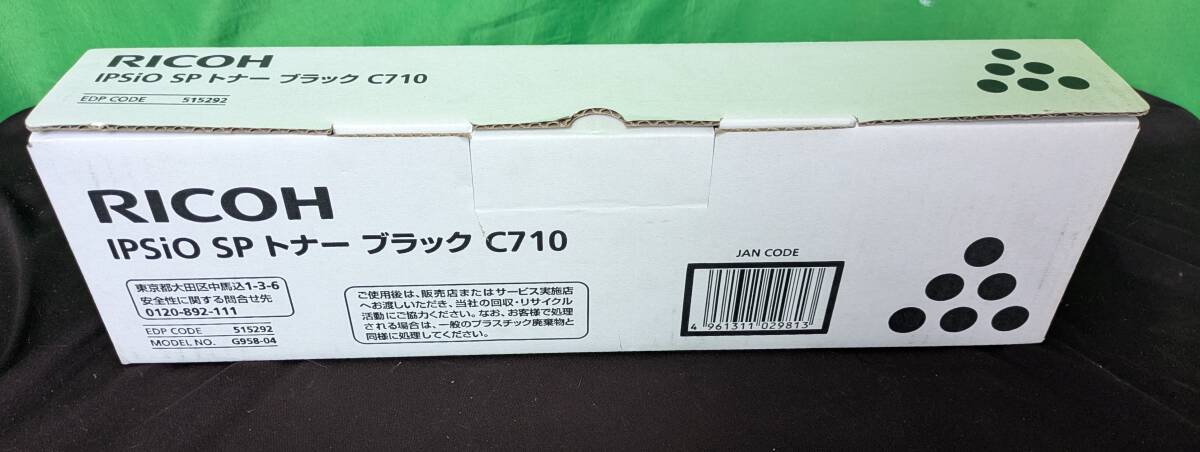 RICOH
IPSiO SP トナー ブラック C710
EDP CODE 515292
RICOH
IPSiO SP トナー ブラック C710
東京都大田区中馬込1-3-6
安全性に関する問合せ先
0120-892-111
EDP CODE 515292
MODEL NO. G958-04
ご使用後は、販売店またはサービス実施店
へお渡しいただき、当社の回収・リサイクル
活動にご協力ください。なお、お客様で処理
される場合は、一般のプラスチック廃棄物と
同様に処理してください。
JAN CODE
4 961311 029813